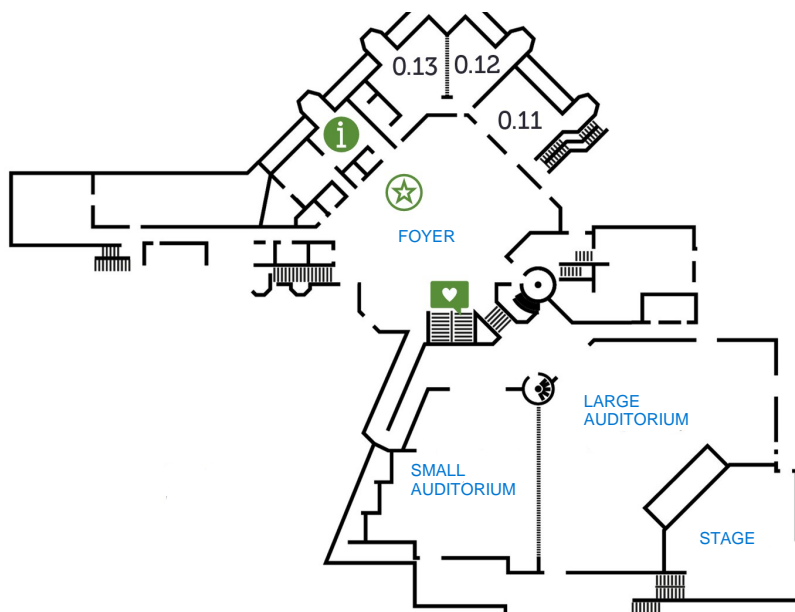 0.13
0.12
0.11
i
FOYER
LARGE
AUDITORIUM
SMALL
AUDITORIUM
STAGE